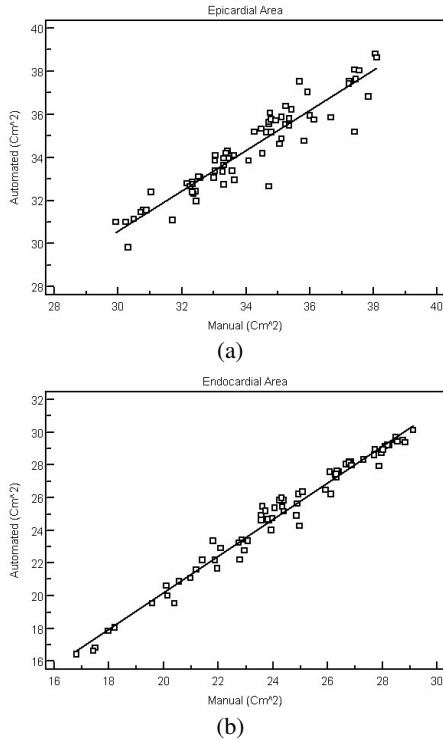 Epicardial Area
40
38
36
34
32
30
28
Automated (Cm^2)
28 30 32 34 36 38 40
Manual (Cm^2)
(a)
Endocardial Area
32
30
28
26
24
22
20
18
16
Automated (Cm^2)
16 18 20 22 24 26 28 30
Manual (Cm^2)
(b)